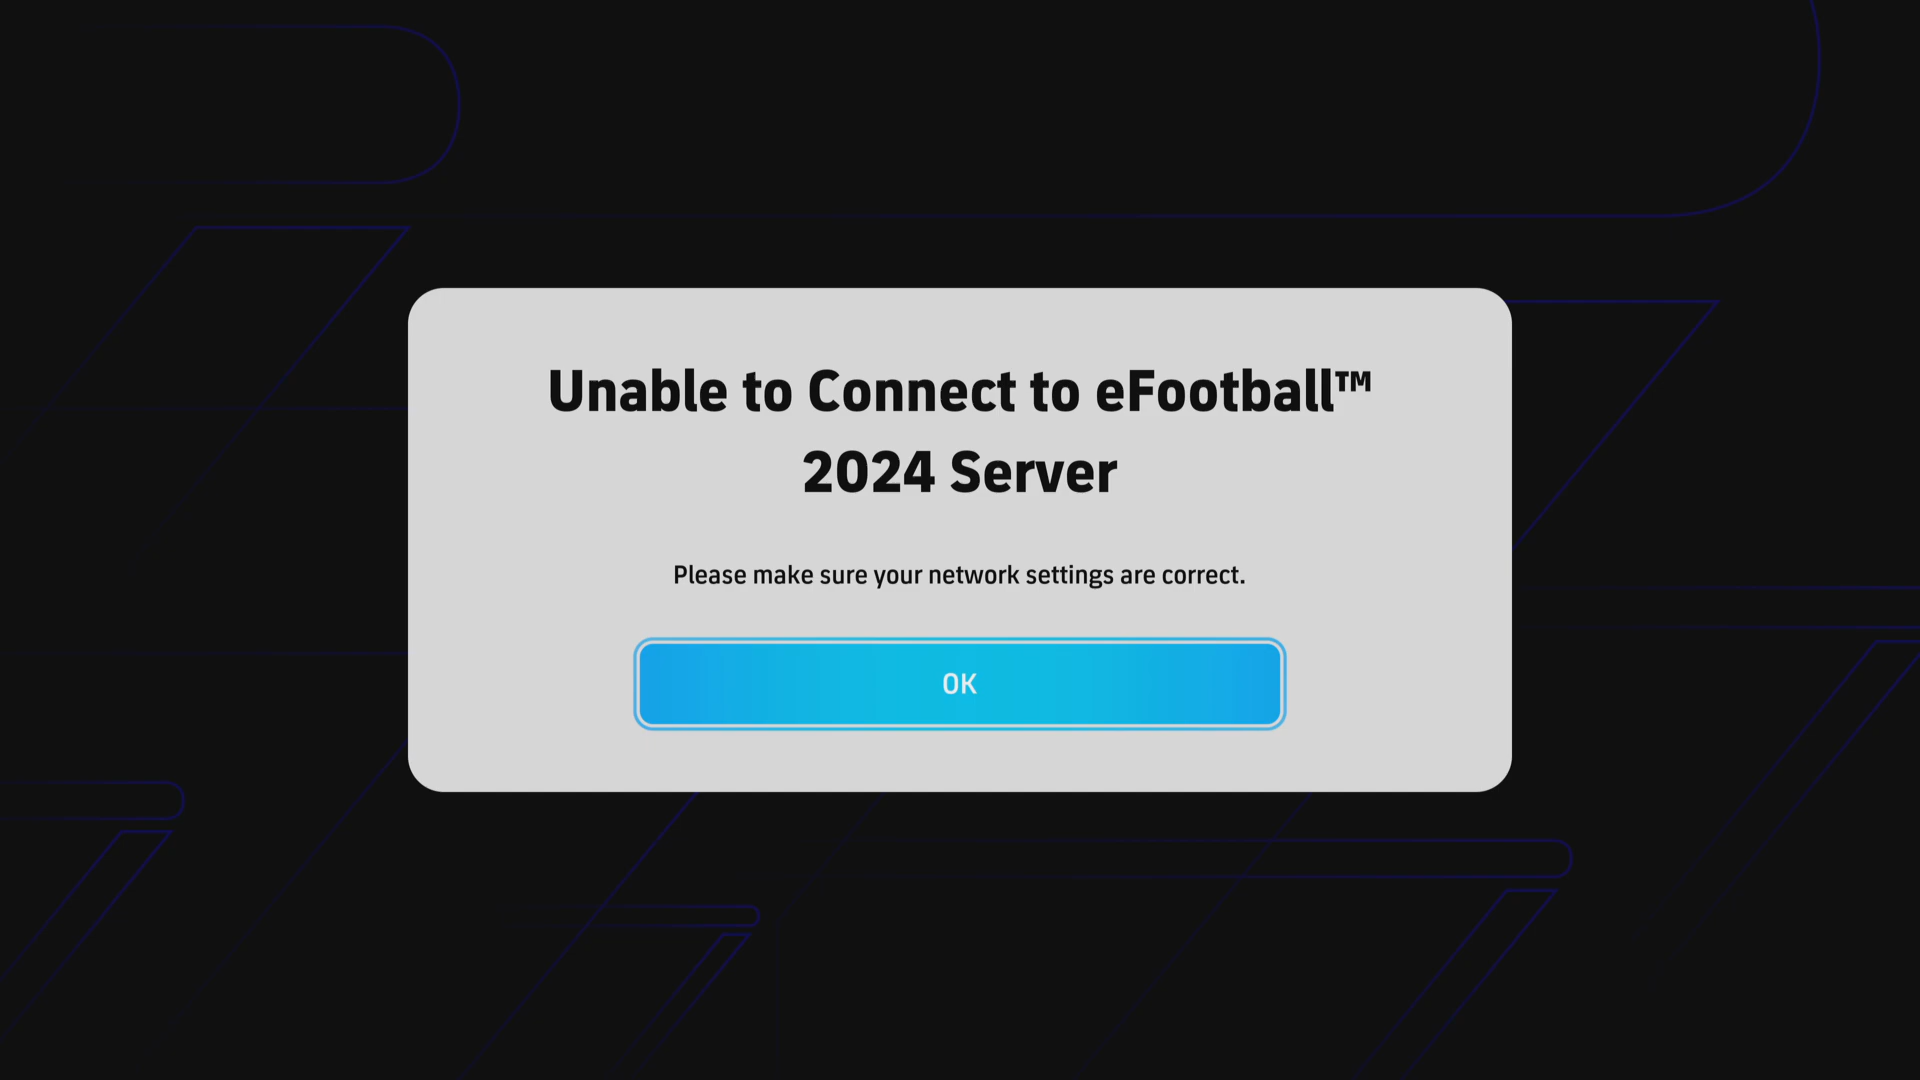 Unable to Connect to eFootball™
2024 Server
Please make sure your network settings are correct.
OK